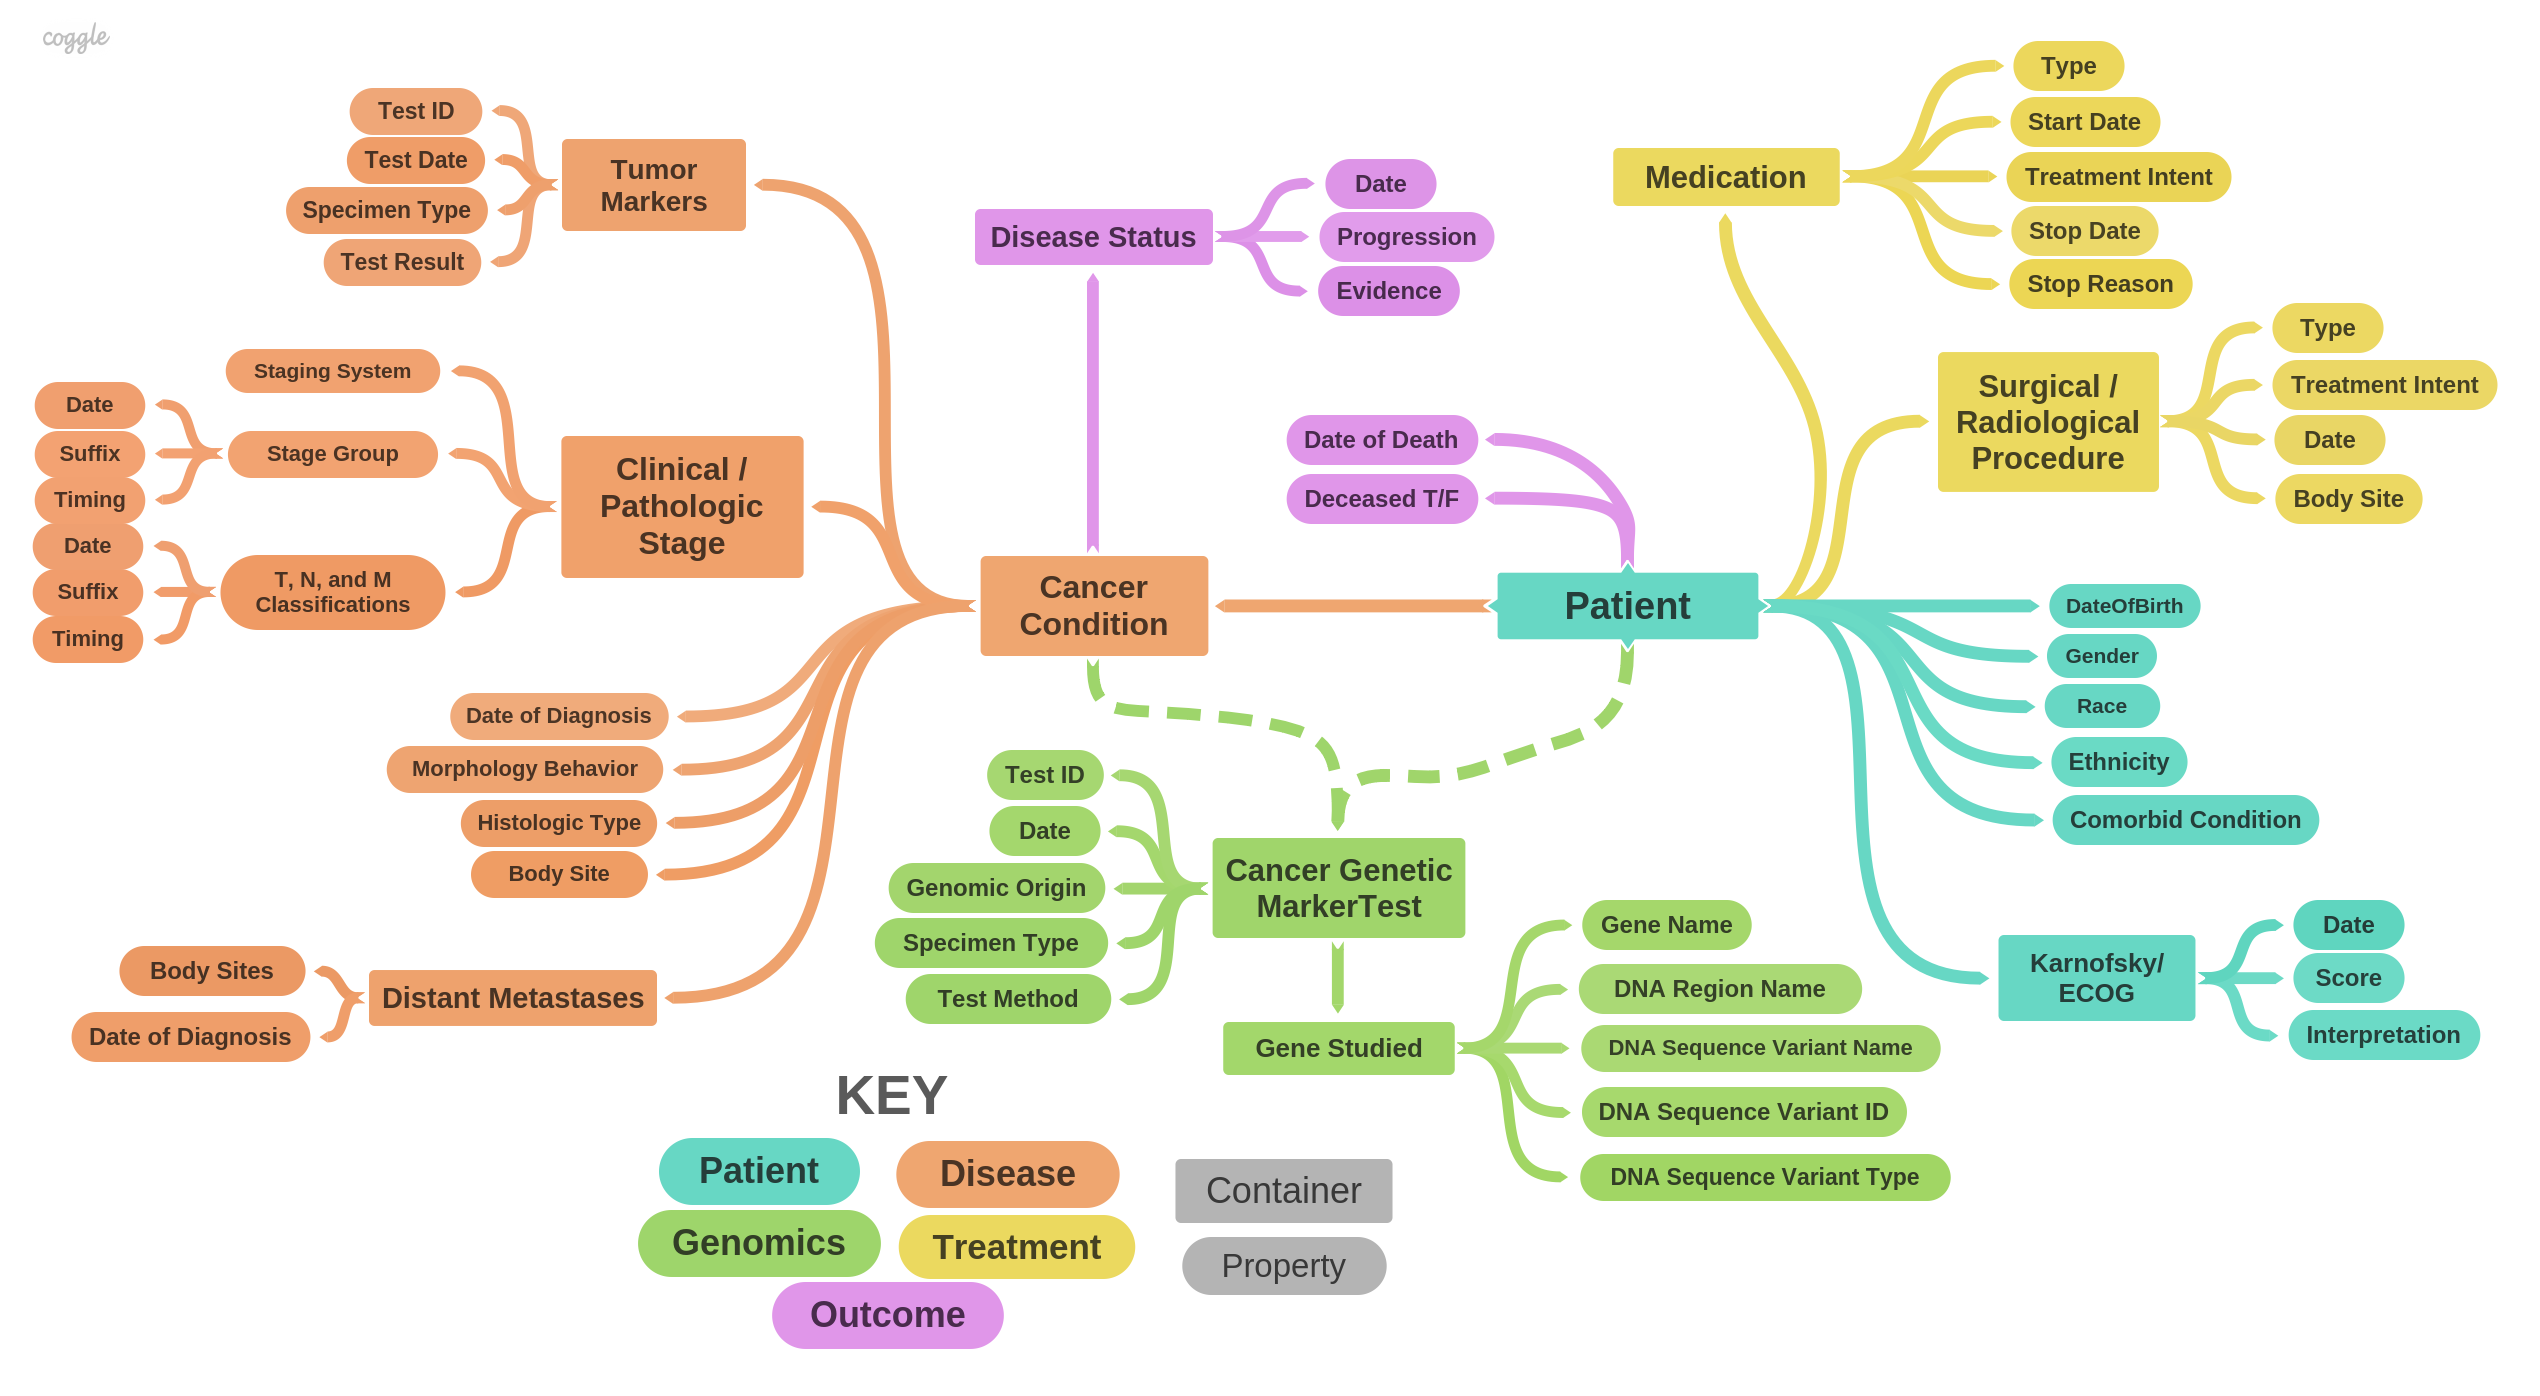 coggle
Test ID
Test Date
Specimen Type
Test Result
Tumor
Markers
Staging System
Date
Suffix
Timing
Stage Group
Date
Suffix
Timing
T, N, and M
Classifications
Clinical /
Pathologic
Stage
Date of Diagnosis
Morphology Behavior
Histologic Type
Body Site
Body Sites
Date of Diagnosis
Distant Metastases
Disease Status
Date
Progression
Evidence
Cancer
Condition
Date of Death
Deceased T/F
Patient
Medication
Type
Start Date
Treatment Intent
Stop Date
Stop Reason
Surgical /
Radiological
Procedure
Type
Treatment Intent
Date
Body Site
DateOfBirth
Gender
Race
Ethnicity
Comorbid Condition
Karnofsky/
ECOG
Date
Score
Interpretation
Test ID
Date
Genomic Origin
Specimen Type
Test Method
Cancer Genetic
MarkerTest
Gene Studied
Gene Name
DNA Region Name
DNA Sequence Variant Name
DNA Sequence Variant ID
DNA Sequence Variant Type
KEY
Patient
Disease
Genomics
Treatment
Outcome
Container
Property